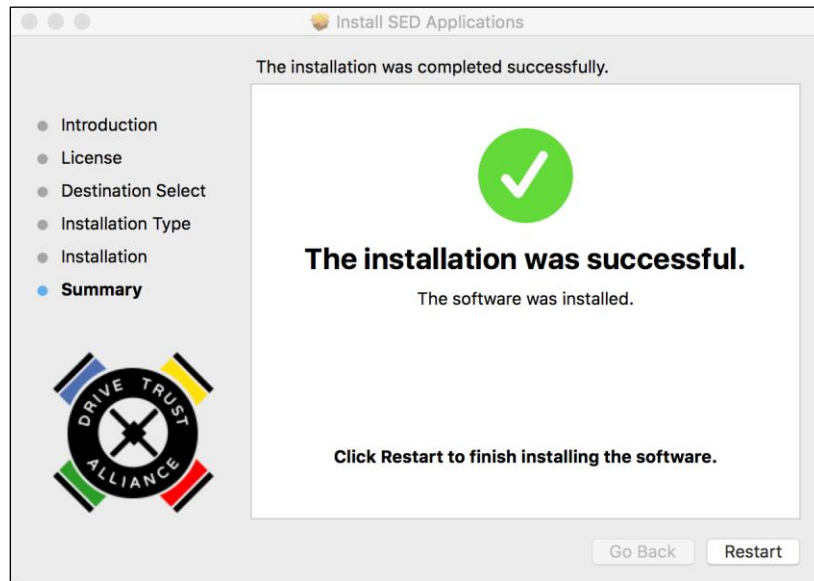 Install SED Applications
The installation was completed successfully.
Introduction
License
Destination Select
Installation Type
Installation
Summary
DRIVE TRUST
ALLIANCE
The installation was successful.
The software was installed.
Click Restart to finish installing the software.
Go Back
Restart